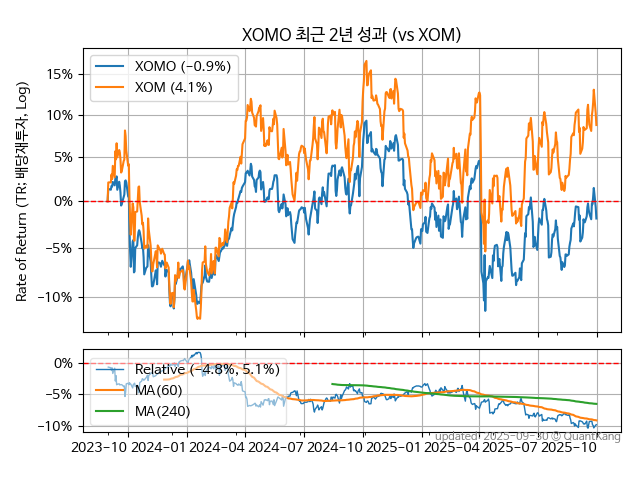 XOMO 최근 2년 성과 (vs XOM)
Rate of Return (TR: 배당재투자, Log)
15%
10%
5%
0%
−5%
−10%
XOMO (−0.9%)
XOM (4.1%)
0%
−5%
−10%
Relative (−4.8%, 5.1%)
MA(60)
MA(240)
updated: 2025-09-30 © QuantKang
2023-10 2024-01 2024-04 2024-07 2024-10 2025-01 2025-04 2025-07 2025-10